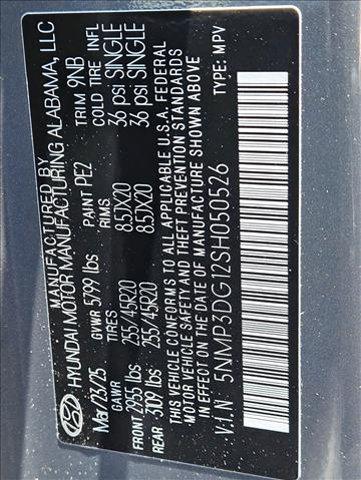 MANUFACTURED BY
HYUNDAI MOTOR MANUFACTURING ALABAMA, LLC
Mar/23/25 GVWR 5799 lbs PAINT PE2 TRIM 9NB
GAWR TIRES RIMS COLD TIRE INFL
FRONT 2955 lbs 255/45R20 8.5JX20 36 psi SINGLE
REAR 3109 lbs 255/45R20 8.5JX20 36 psi SINGLE
THIS VEHICLE CONFORMS TO ALL APPLICABLE U.S.A. FEDERAL
MOTOR VEHICLE SAFETY AND THEFT PREVENTION STANDARDS
IN EFFECT ON THE DATE OF MANUFACTURE SHOWN ABOVE
V.I.N 5NMP3DG12SH050526 TYPE: MPV